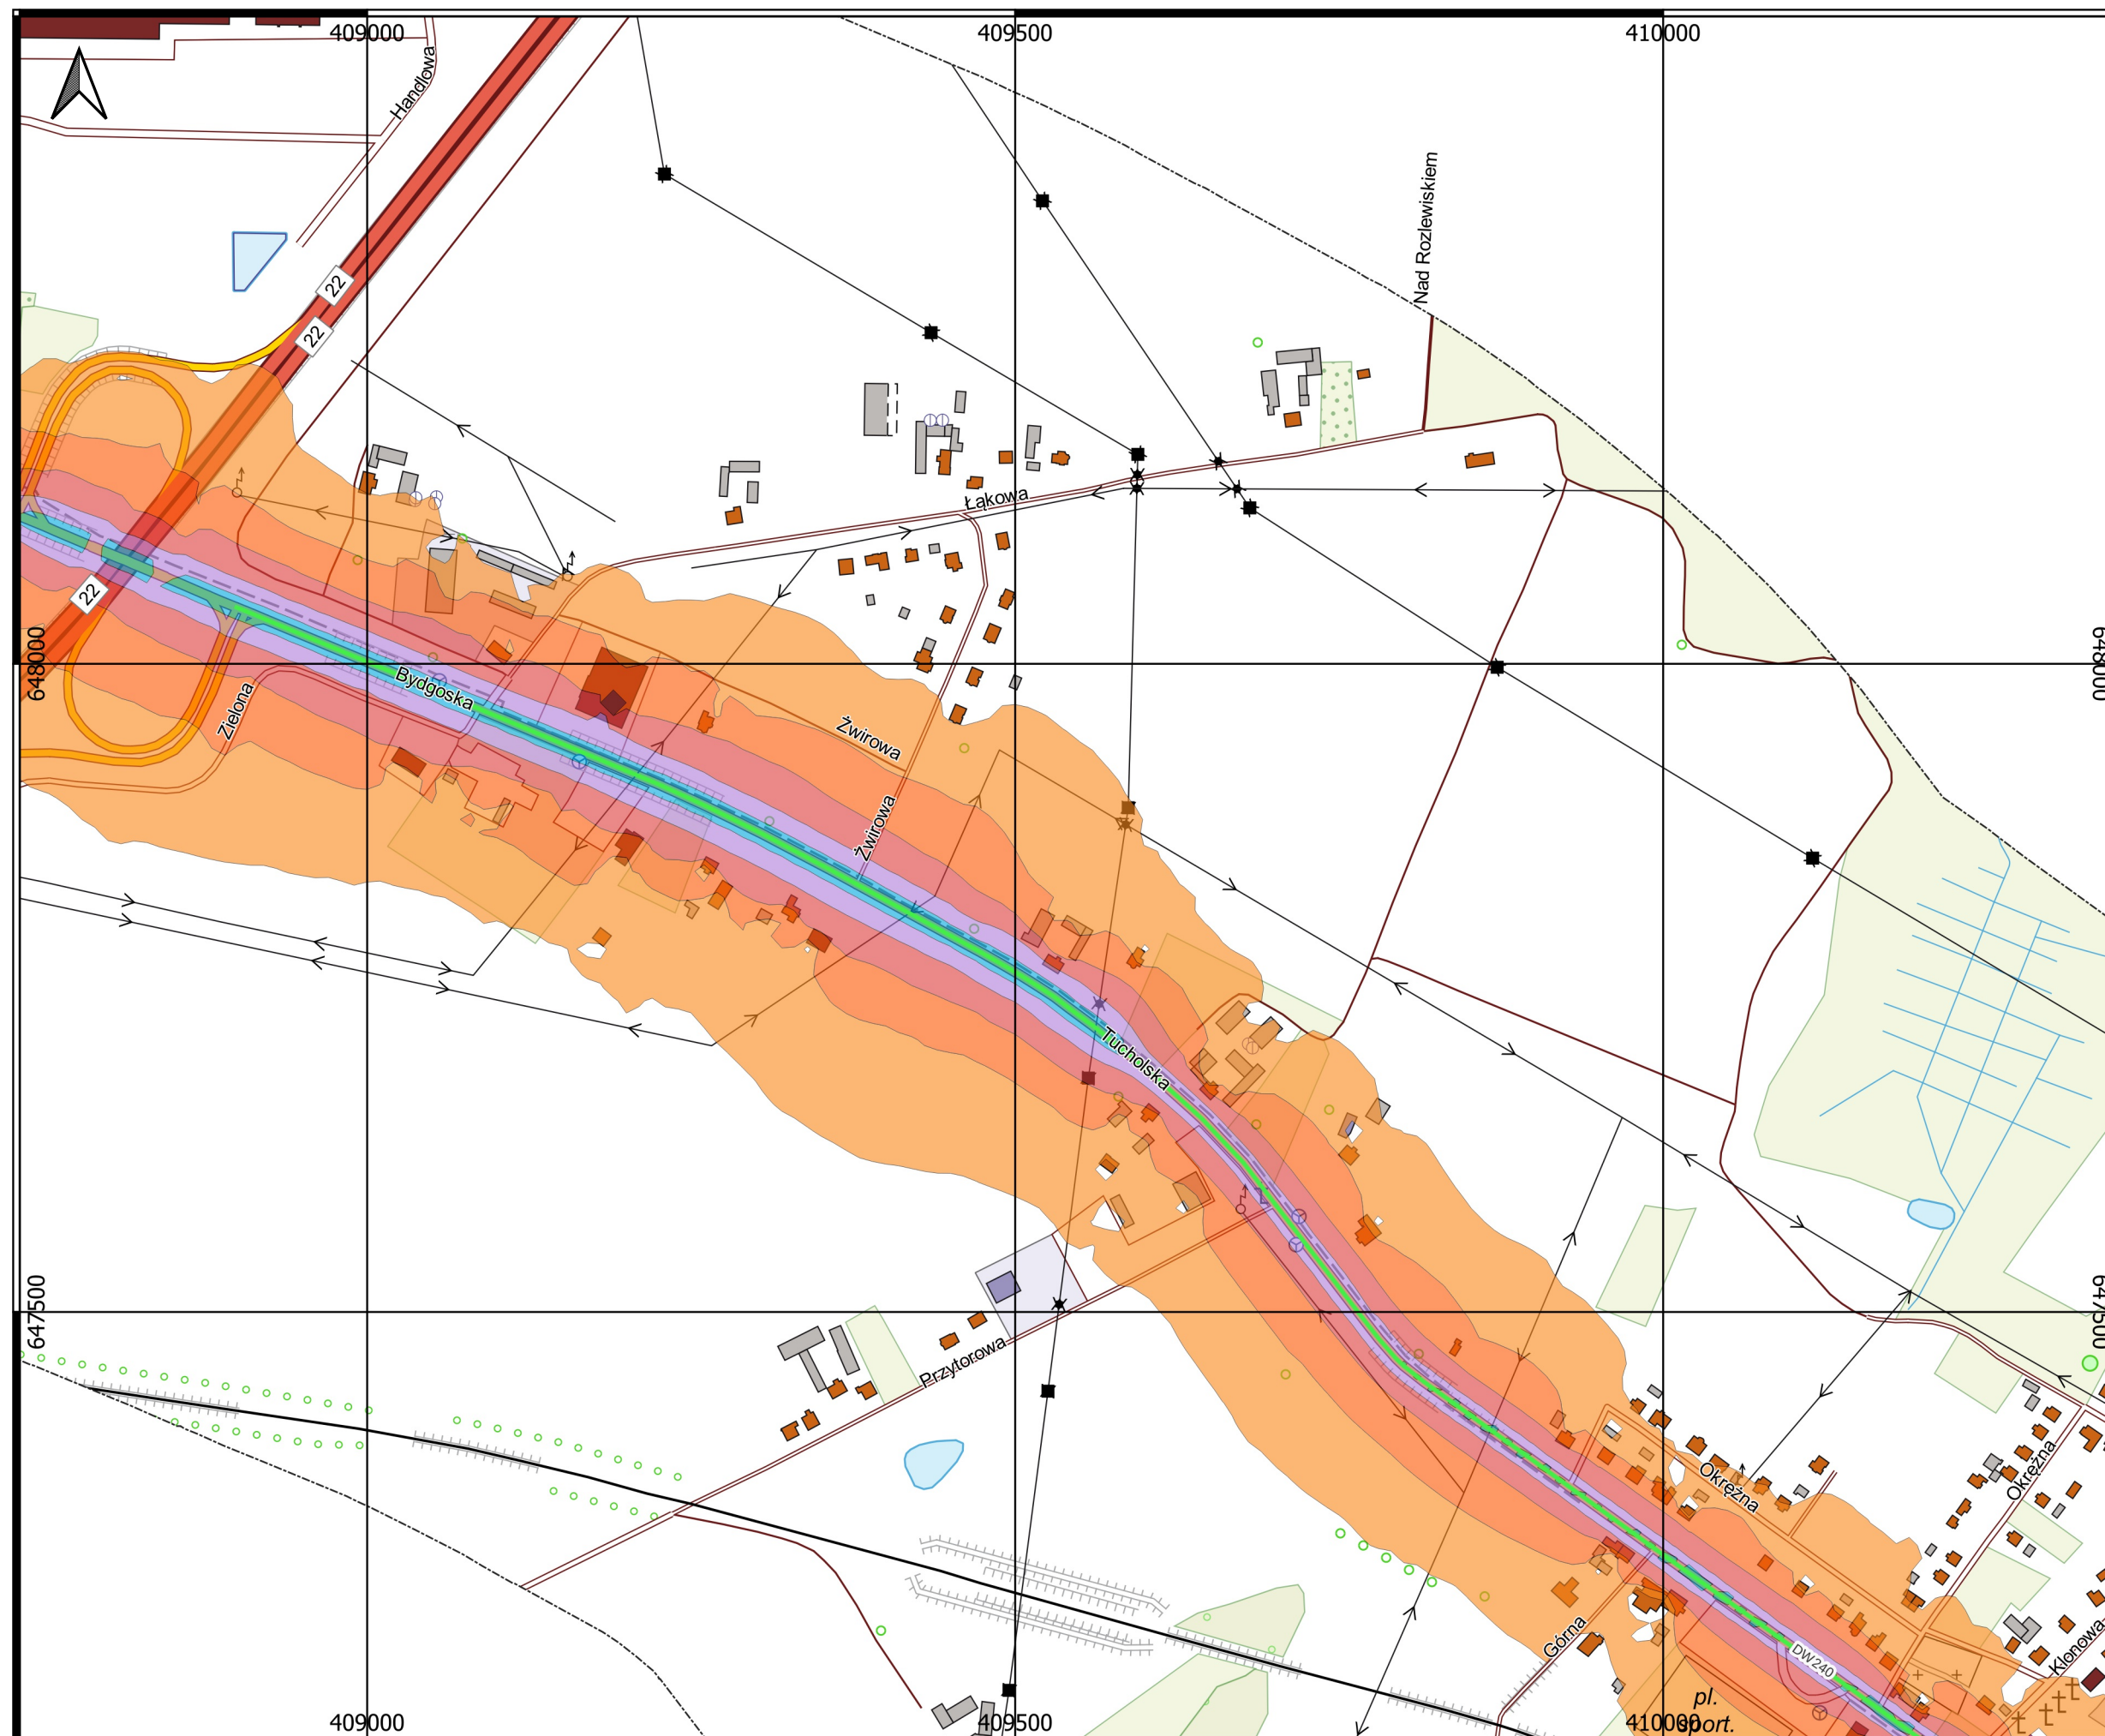 409000
409500
410000
Handlowa
Nad Rozlewiskiem
22
22
Łąkowa
22
648000
648000
Zielona
Bydgoska
Żwirowa
Żwirowa
Tucholska
647500
647500
Przytorowa
Okrężna
Okrężna
Górna
DW240
Klonowa
pl.
sport.
409000
409500
410000